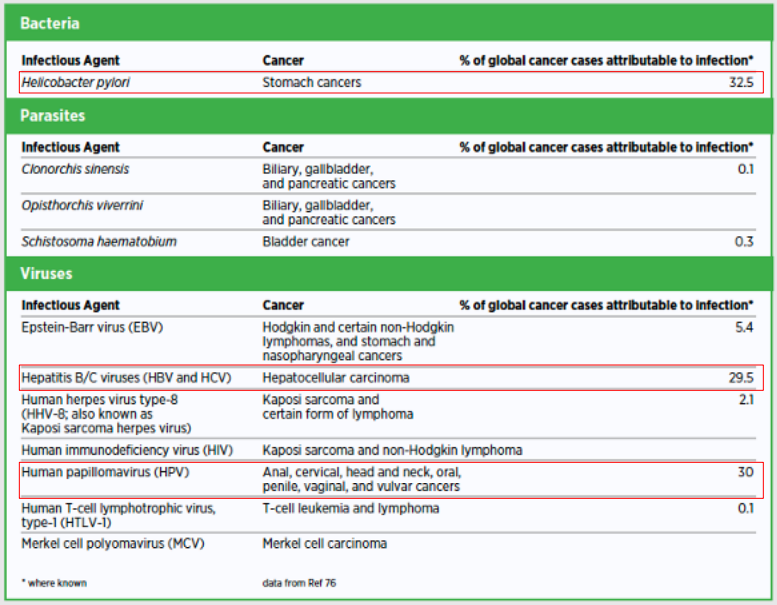 Bacteria
Infectious Agent Cancer % of global cancer cases attributable to infection*
Helicobacter pylori Stomach cancers 32.5
Parasites
Infectious Agent Cancer % of global cancer cases attributable to infection*
Clonorchis sinensis Biliary, gallbladder, 0.1
and pancreatic cancers
Opisthorchis viverrini Biliary, gallbladder,
and pancreatic cancers
Schistosoma haematobium Bladder cancer 0.3
Viruses
Infectious Agent Cancer % of global cancer cases attributable to infection*
Epstein-Barr virus (EBV) Hodgkin and certain non-Hodgkin 5.4
lymphomas, and stomach and
nasopharyngeal cancers
Hepatitis B/C viruses (HBV and HCV) Hepatocellular carcinoma 29.5
Human herpes virus type-8 Kaposi sarcoma and 2.1
(HHV-8; also known as certain form of lymphoma
Kaposi sarcoma herpes virus)
Human immunodeficiency virus (HIV) Kaposi sarcoma and non-Hodgkin lymphoma
Human papillomavirus (HPV) Anal, cervical, head and neck, oral, 30
penile, vaginal, and vulvar cancers
Human T-cell lymphotrophic virus, T-cell leukemia and lymphoma 0.1
type-1 (HTLV-1)
Merkel cell polyomavirus (MCV) Merkel cell carcinoma
* where known data from Ref 76